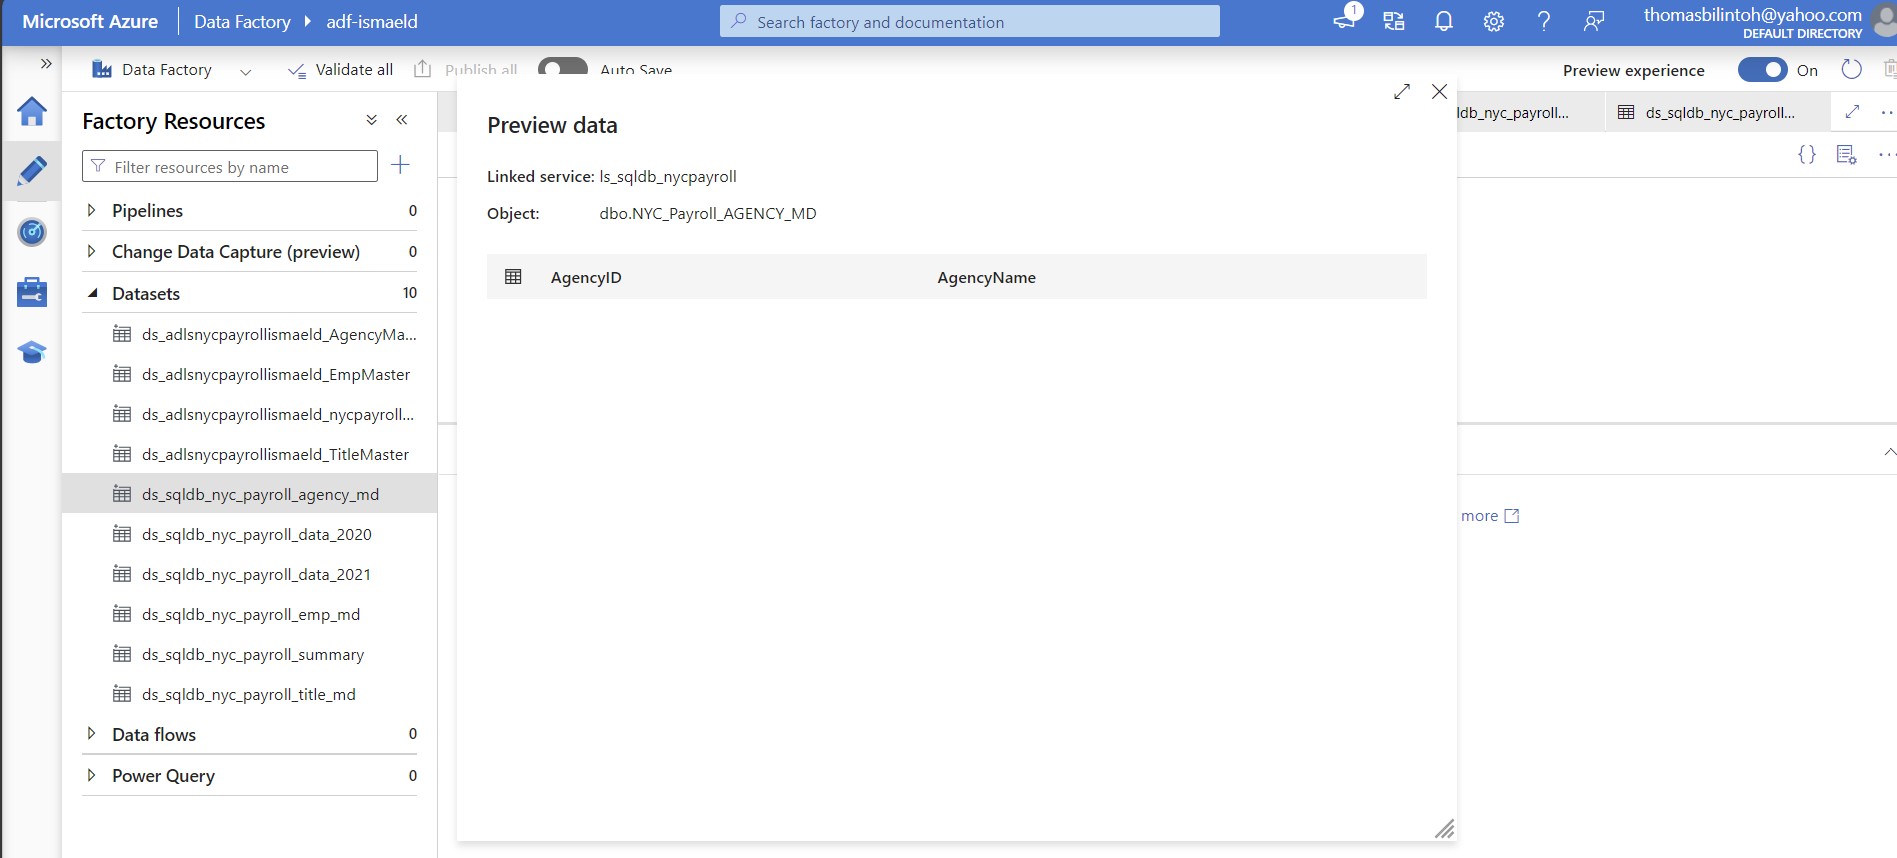 Microsoft Azure
Data Factory
adf-ismaeld
Search factory and documentation
1
thomasbilintoh@yahoo.com
DEFAULT DIRECTORY
Data Factory
Validate all
Publish all
Auto Save
Preview experience
On
Factory Resources
Filter resources by name
Pipelines 0
Change Data Capture (preview) 0
Datasets 10
ds_adlsnycpayrollismaeld_AgencyMa...
ds_adlsnycpayrollismaeld_EmpMaster
ds_adlsnycpayrollismaeld_nycpayroll...
ds_adlsnycpayrollismaeld_TitleMaster
ds_sqldb_nyc_payroll_agency_md
ds_sqldb_nyc_payroll_data_2020
ds_sqldb_nyc_payroll_data_2021
ds_sqldb_nyc_payroll_emp_md
ds_sqldb_nyc_payroll_summary
ds_sqldb_nyc_payroll_title_md
Data flows 0
Power Query 0
Preview data
Linked service: ls_sqldb_nycpayroll
Object: dbo.NYC_Payroll_AGENCY_MD
AgencyID AgencyName
ldb_nyc_payroll...
ds_sqldb_nyc_payroll...
more